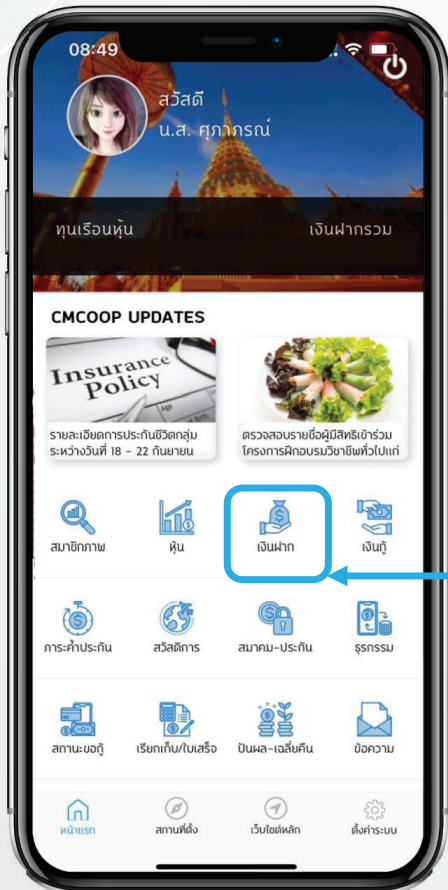 08:49
สวัสดี
น.ส. ศุภาภรณ์
ทุนเรือนหุ้น เงินฝากรวม
CMCOOP UPDATES
Insurance
Policy
Age
รายละเอียดการประกันชีวิตกลุ่ม
ระหว่างวันที่ 18 - 22 กันยายน
ตรวจสอบรายชื่อผู้มีสิทธิเข้าร่วม
โครงการฝึกอบรมวิชาชีพทั่วไปแก่
สมาชิกภาพ หุ้น เงินฝาก เงินกู้
ภาระค้ำประกัน สวัสดิการ สมาคม-ประกัน ธุรกรรม
สถานะขอกู้ เรียกเก็บ/ใบเสร็จ ปันผล-เฉลี่ยคืน ข้อความ
หน้าแรก สถานที่ตั้ง เว็บไซต์หลัก ตั้งค่าระบบ